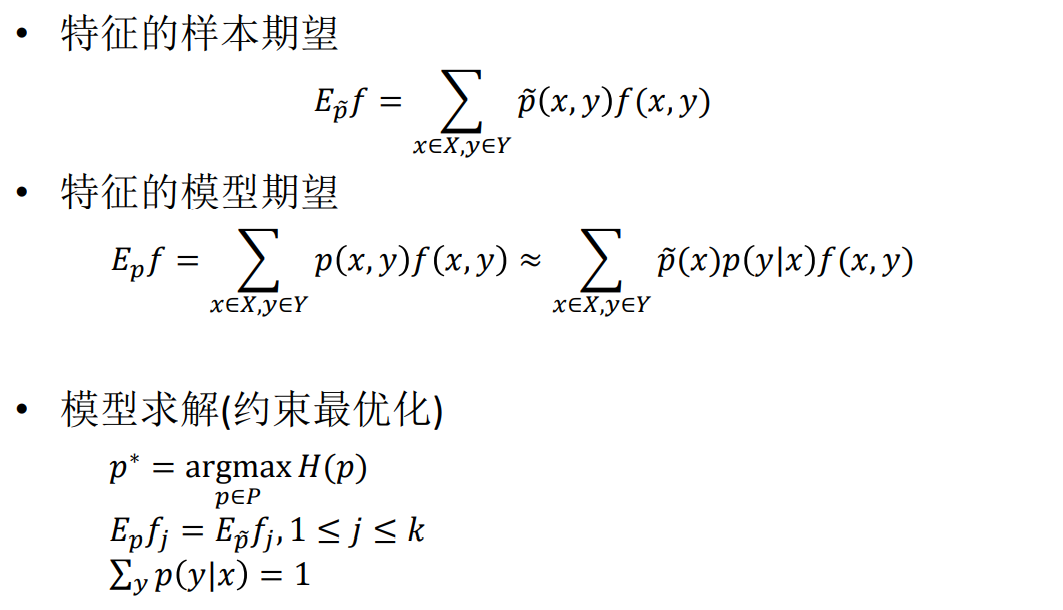 • 特征的样本期望
E_p̃ f = ∑_{x∈X,y∈Y} p̃(x, y)f(x, y)
• 特征的模型期望
E_p f = ∑_{x∈X,y∈Y} p(x, y)f(x, y) ≈ ∑_{x∈X,y∈Y} p̃(x)p(y|x)f(x, y)
• 模型求解(约束最优化)
p* = argmax_{p∈P} H(p)
E_p f_j = E_p̃ f_j, 1 ≤ j ≤ k
∑_y p(y|x) = 1